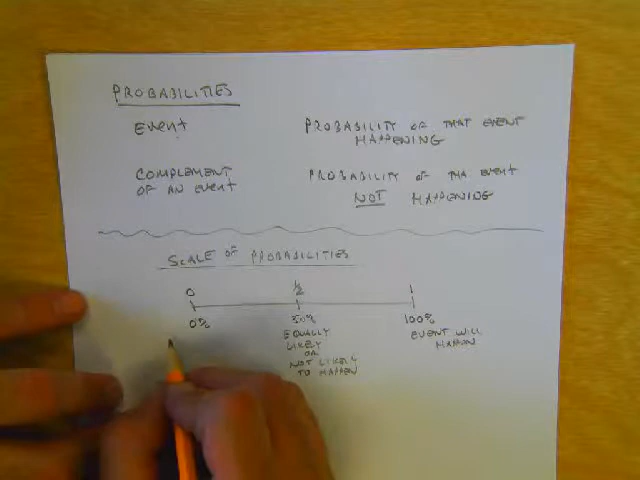 PROBABILITIES
EVENT PROBABILITY OF THAT EVENT
HAPPENING
COMPLEMENT PROBABILITY OF THA EVENT
OF AN EVENT NOT HAPPENING
SCALE OF PROBABILITIES
0 1/2 1
0% 50% 100%
EQUALLY EVENT WILL
LIKELY HAPPEN
OR
NOT LIKELY
TO HAPPEN